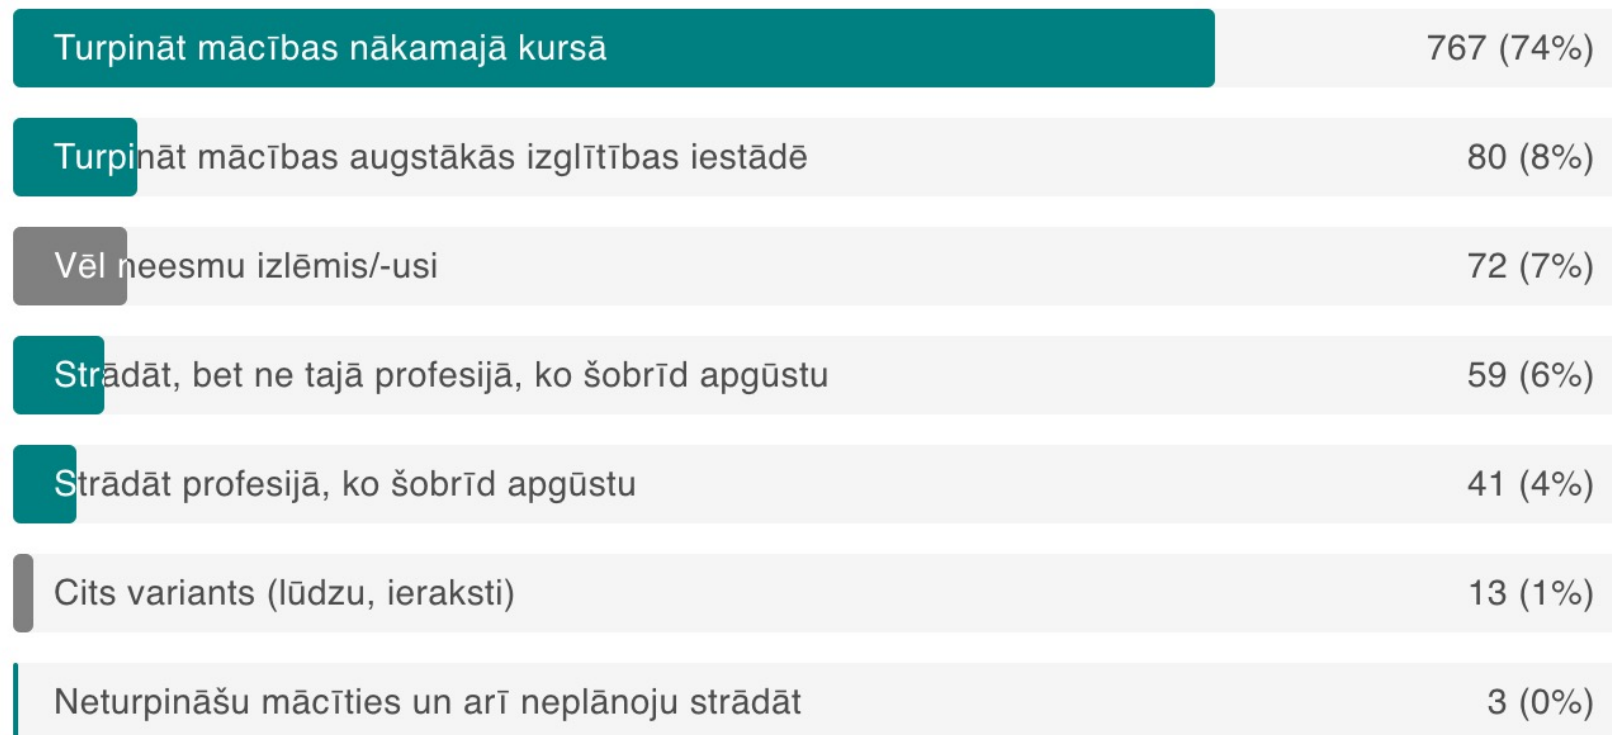 Turpināt mācības nākamajā kursā 767 (74%)
Turpināt mācības augstākās izglītības iestādē 80 (8%)
Vēl neesmu izlēmis/-usi 72 (7%)
Strādāt, bet ne tajā profesijā, ko šobrīd apgūstu 59 (6%)
Strādāt profesijā, ko šobrīd apgūstu 41 (4%)
Cits variants (lūdzu, ieraksti) 13 (1%)
Neturpināšu mācīties un arī neplānoju strādāt 3 (0%)